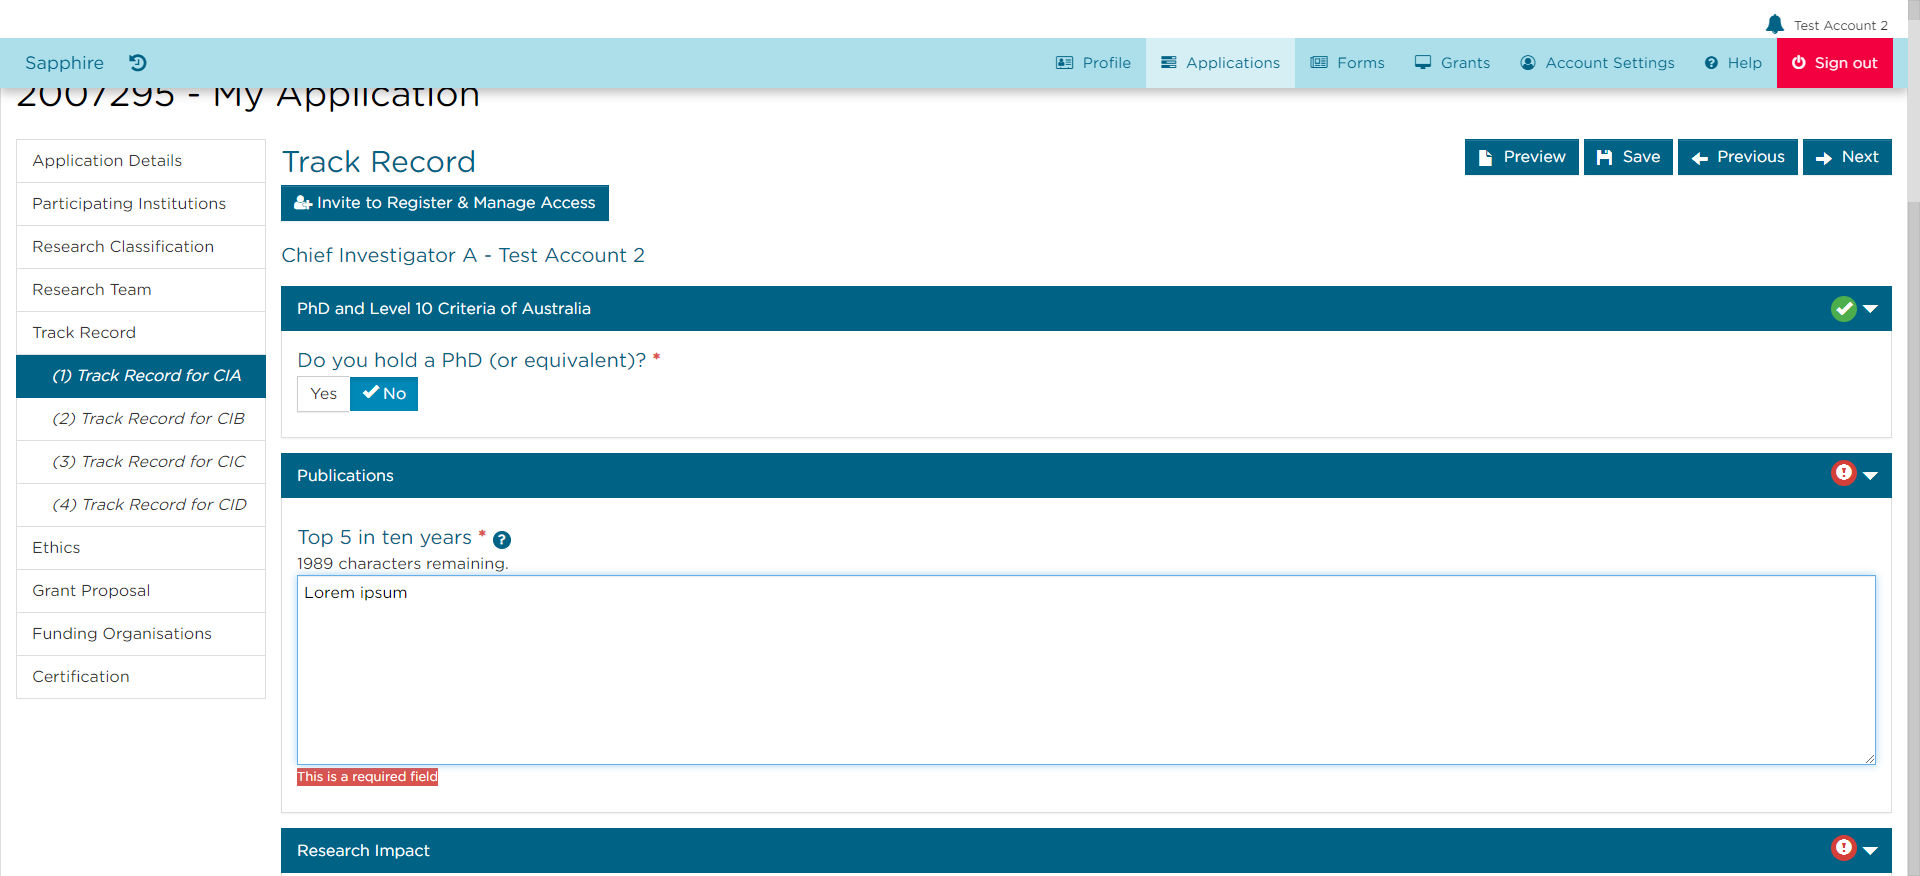 Test Account 2
Sapphire
Profile
Applications
Forms
Grants
Account Settings
Help
Sign out
2007295 - My Application
Application Details
Participating Institutions
Research Classification
Research Team
Track Record
(1) Track Record for CIA
(2) Track Record for CIB
(3) Track Record for CIC
(4) Track Record for CID
Ethics
Grant Proposal
Funding Organisations
Certification
Track Record
Preview
Save
Previous
Next
Invite to Register & Manage Access
Chief Investigator A - Test Account 2
PhD and Level 10 Criteria of Australia
Do you hold a PhD (or equivalent)? *
Yes
No
Publications
Top 5 in ten years *
1989 characters remaining.
Lorem ipsum
This is a required field
Research Impact